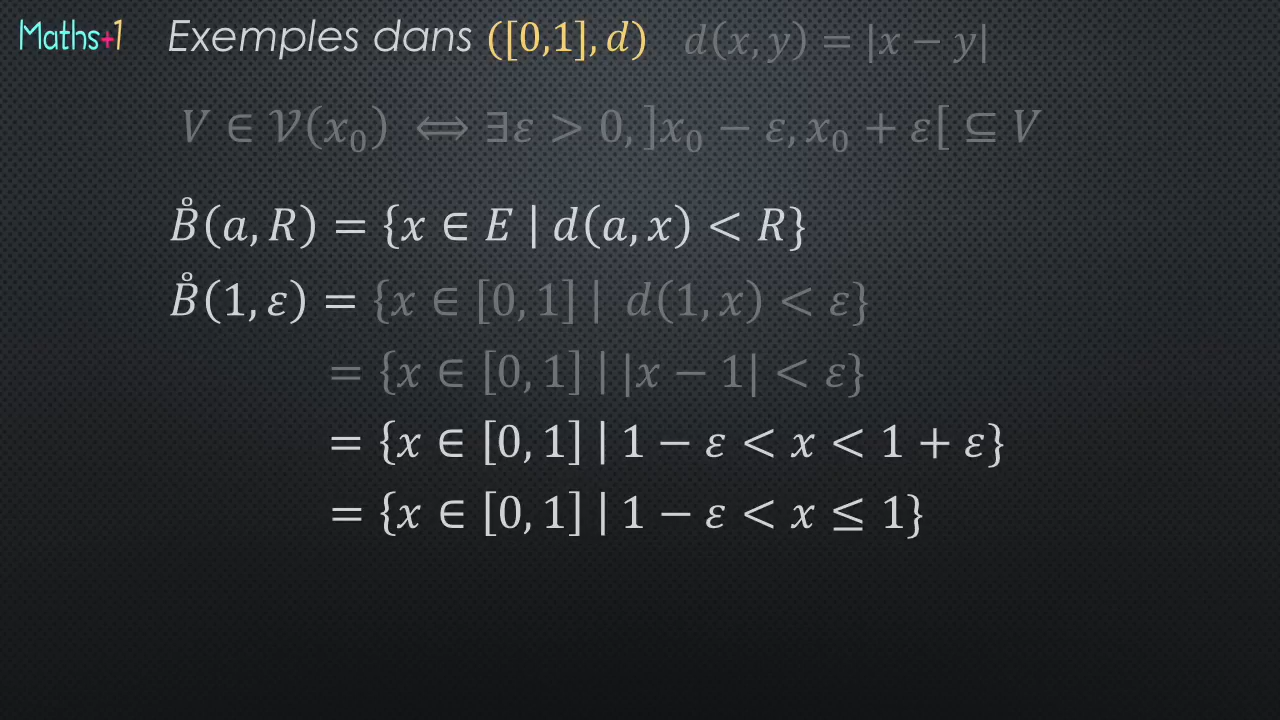 Maths+1 Exemples dans ([0,1], d) d(x, y) = |x − y|
V ∈ 𝒱(x₀) ⟺ ∃ε > 0, ]x₀ − ε, x₀ + ε[ ⊆ V
B̊(a, R) = {x ∈ E | d(a, x) < R}
B̊(1, ε) = {x ∈ [0, 1] | d(1, x) < ε}
= {x ∈ [0, 1] | |x − 1| < ε}
= {x ∈ [0, 1] | 1 − ε < x < 1 + ε}
= {x ∈ [0, 1] | 1 − ε < x ≤ 1}